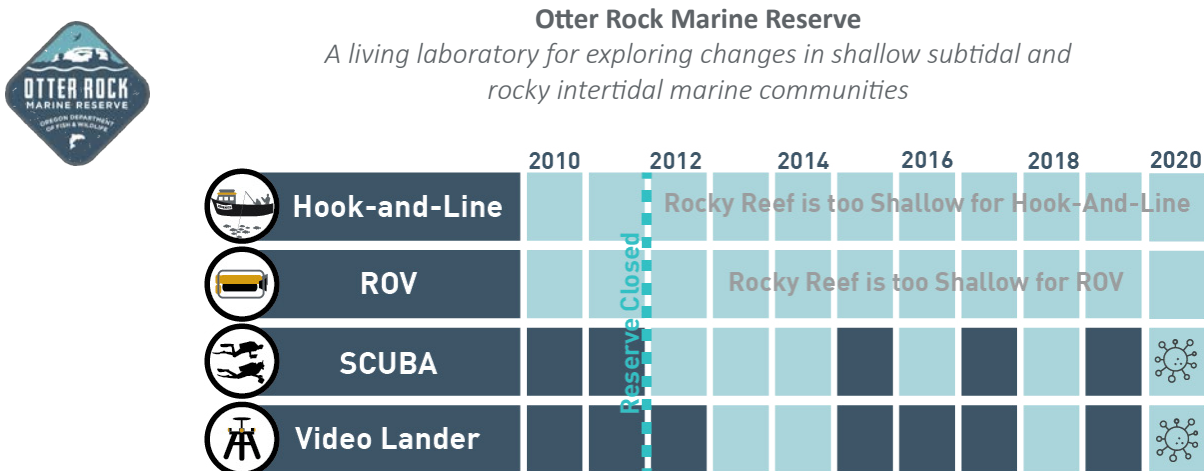 Otter Rock Marine Reserve
A living laboratory for exploring changes in shallow subtidal and
rocky intertidal marine communities
OTTER ROCK
MARINE RESERVE
OREGON DEPARTMENT
OF FISH & WILDLIFE
2010 2012 2014 2016 2018 2020
Hook-and-Line
Rocky Reef is too Shallow for Hook-And-Line
ROV
Rocky Reef is too Shallow for ROV
Reserve Closed
SCUBA
Video Lander